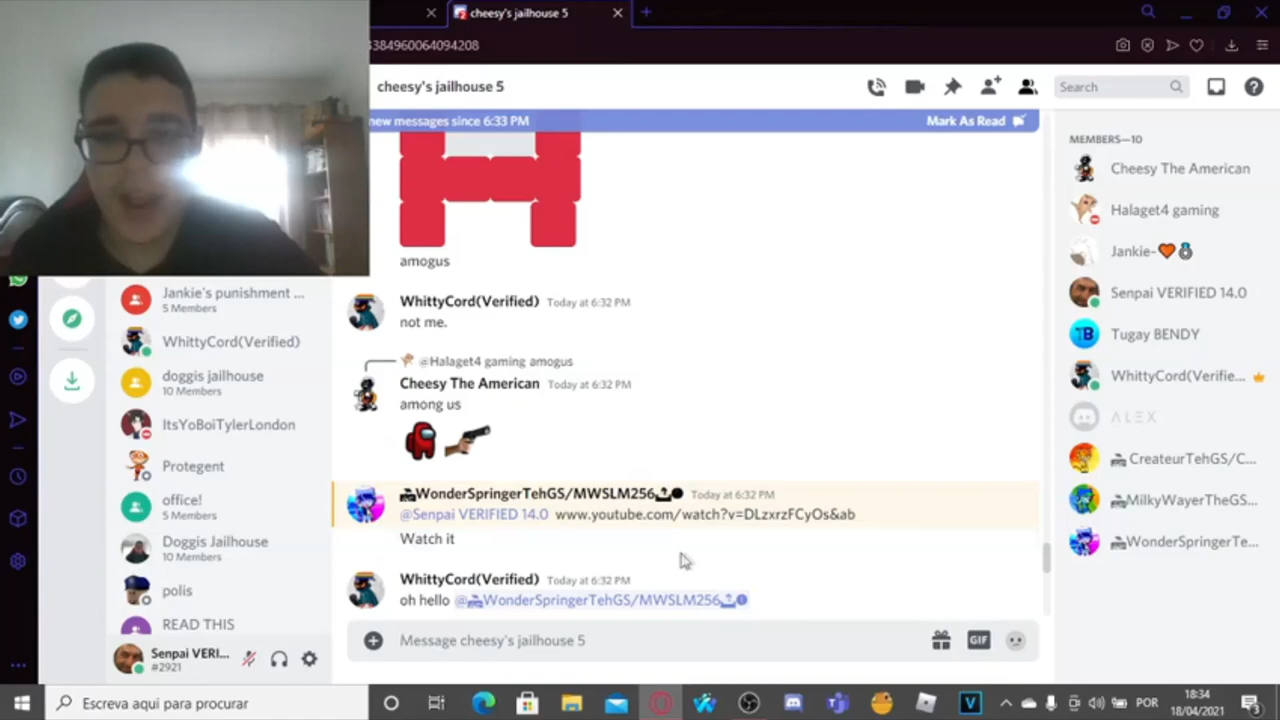 cheesy's jailhouse 5
384960064094208
cheesy's jailhouse 5
Search
new messages since 6:33 PM
Mark As Read
amogus
WhittyCord(Verified) Today at 6:32 PM
not me.
@Halaget4 gaming amogus
Cheesy The American Today at 6:32 PM
among us
WonderSpringerTehGS/MWSLM256 Today at 6:32 PM
@Senpai VERIFIED 14.0 www.youtube.com/watch?v=DLzxrzFCyOs&ab
Watch it
WhittyCord(Verified) Today at 6:32 PM
oh hello @WonderSpringerTehGS/MWSLM256
Message cheesy's jailhouse 5
GIF
Jankie's punishment ...
5 Members
WhittyCord(Verified)
doggis jailhouse
10 Members
ItsYoBoiTylerLondon
Protegent
office!
5 Members
Doggis Jailhouse
10 Members
polis
READ THIS
Senpai VERI...
#2921
MEMBERS—10
Cheesy The American
Halaget4 gaming
Jankie-
Senpai VERIFIED 14.0
Tugay BENDY
WhittyCord(Verifie...
ALEX
CreateurTehGS/C...
MilkyWayerTheGS...
WonderSpringerTe...
Escreva aqui para procurar
POR
18:34
18/04/2021
3